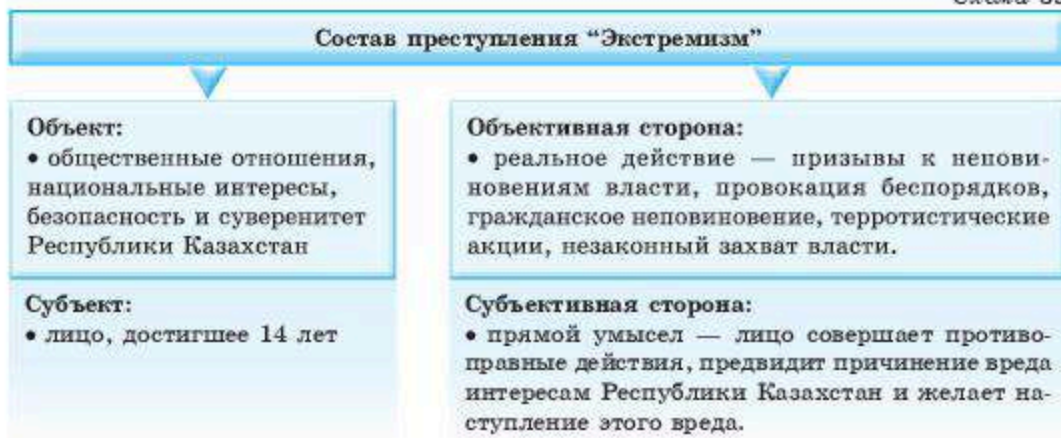 Состав преступления “Экстремизм”
Объект:
• общественные отношения,
национальные интересы,
безопасность и суверенитет
Республики Казахстан
Объективная сторона:
• реальное действие — призывы к непови-
новениям власти, провокация беспорядков,
гражданское неповиновение, терротистические
акции, незаконный захват власти.
Субъект:
• лицо, достигшее 14 лет
Субъективная сторона:
• прямой умысел — лицо совершает противо-
правные действия, предвидит причинение вреда
интересам Республики Казахстан и желает на-
ступление этого вреда.